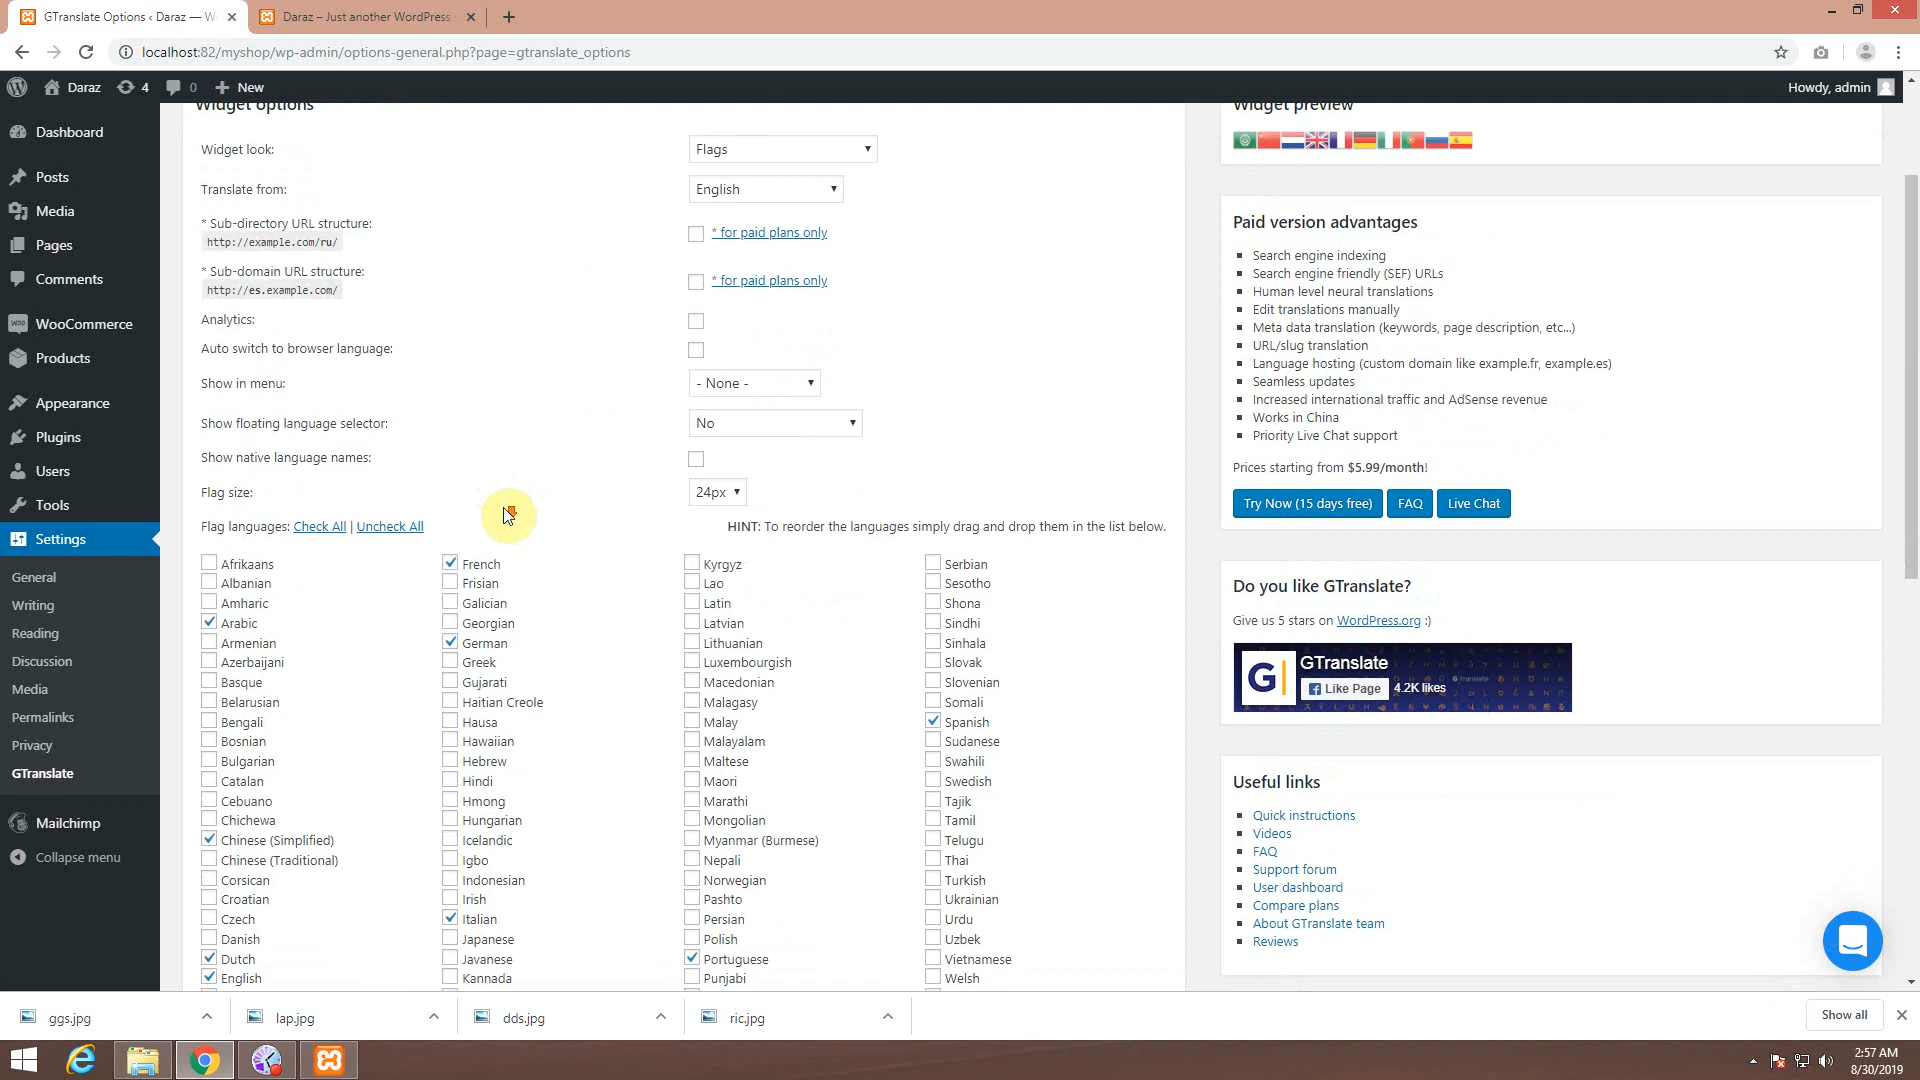 GTranslate Options ‹ Daraz — W
Daraz – Just another WordPress
localhost:82/myshop/wp-admin/options-general.php?page=gtranslate_options
Daraz
4
0
New
Howdy, admin
Dashboard
Posts
Media
Pages
Comments
WooCommerce
Products
Appearance
Plugins
Users
Tools
Settings
General
Writing
Reading
Discussion
Media
Permalinks
Privacy
GTranslate
Mailchimp
Collapse menu
Widget options
Widget look:
Flags
Translate from:
English
* Sub-directory URL structure:
http://example.com/ru/
* for paid plans only
* Sub-domain URL structure:
http://es.example.com/
* for paid plans only
Analytics:
Auto switch to browser language:
Show in menu:
- None -
Show floating language selector:
No
Show native language names:
Flag size:
24px
Flag languages: Check All | Uncheck All
HINT: To reorder the languages simply drag and drop them in the list below.
Afrikaans
Albanian
Amharic
Arabic
Armenian
Azerbaijani
Basque
Belarusian
Bengali
Bosnian
Bulgarian
Catalan
Cebuano
Chichewa
Chinese (Simplified)
Chinese (Traditional)
Corsican
Croatian
Czech
Danish
Dutch
English
French
Frisian
Galician
Georgian
German
Greek
Gujarati
Haitian Creole
Hausa
Hawaiian
Hebrew
Hindi
Hmong
Hungarian
Icelandic
Igbo
Indonesian
Irish
Italian
Japanese
Javanese
Kannada
Kyrgyz
Lao
Latin
Latvian
Lithuanian
Luxembourgish
Macedonian
Malagasy
Malay
Malayalam
Maltese
Maori
Marathi
Mongolian
Myanmar (Burmese)
Nepali
Norwegian
Pashto
Persian
Polish
Portuguese
Punjabi
Serbian
Sesotho
Shona
Sindhi
Sinhala
Slovak
Slovenian
Somali
Spanish
Sudanese
Swahili
Swedish
Tajik
Tamil
Telugu
Thai
Turkish
Ukrainian
Urdu
Uzbek
Vietnamese
Welsh
Widget preview
Paid version advantages
Search engine indexing
Search engine friendly (SEF) URLs
Human level neural translations
Edit translations manually
Meta data translation (keywords, page description, etc...)
URL/slug translation
Language hosting (custom domain like example.fr, example.es)
Seamless updates
Increased international traffic and AdSense revenue
Works in China
Priority Live Chat support
Prices starting from $5.99/month!
Try Now (15 days free)
FAQ
Live Chat
Do you like GTranslate?
Give us 5 stars on WordPress.org :)
G|
GTranslate
Like Page
4.2K likes
Useful links
Quick instructions
Videos
FAQ
Support forum
User dashboard
Compare plans
About GTranslate team
Reviews
ggs.jpg
lap.jpg
dds.jpg
ric.jpg
Show all
2:57 AM
8/30/2019